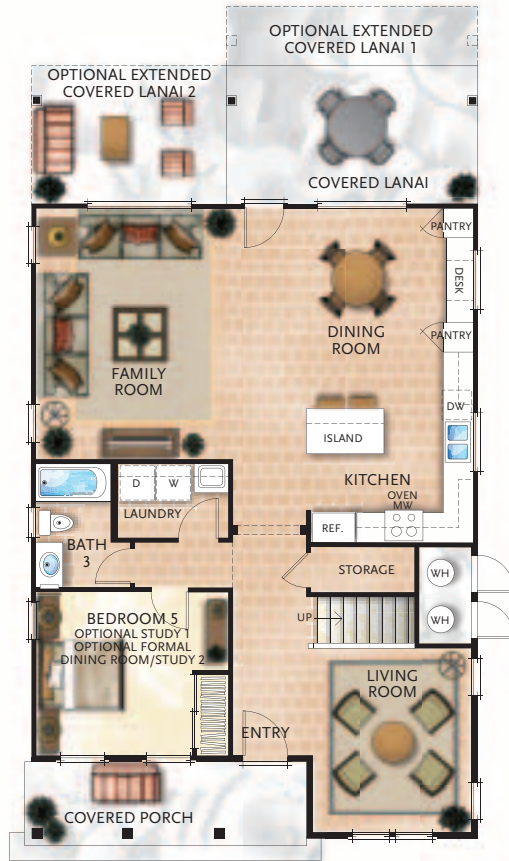 OPTIONAL EXTENDED
COVERED LANAI 1
OPTIONAL EXTENDED
COVERED LANAI 2
COVERED LANAI
PANTRY
DESK
DINING
ROOM
PANTRY
FAMILY
ROOM
DW
ISLAND
KITCHEN
OVEN
MW
D
W
REF.
LAUNDRY
BATH
3
STORAGE
WH
WH
UP
BEDROOM 5
OPTIONAL STUDY 1
OPTIONAL FORMAL
DINING ROOM/STUDY 2
LIVING
ROOM
ENTRY
COVERED PORCH